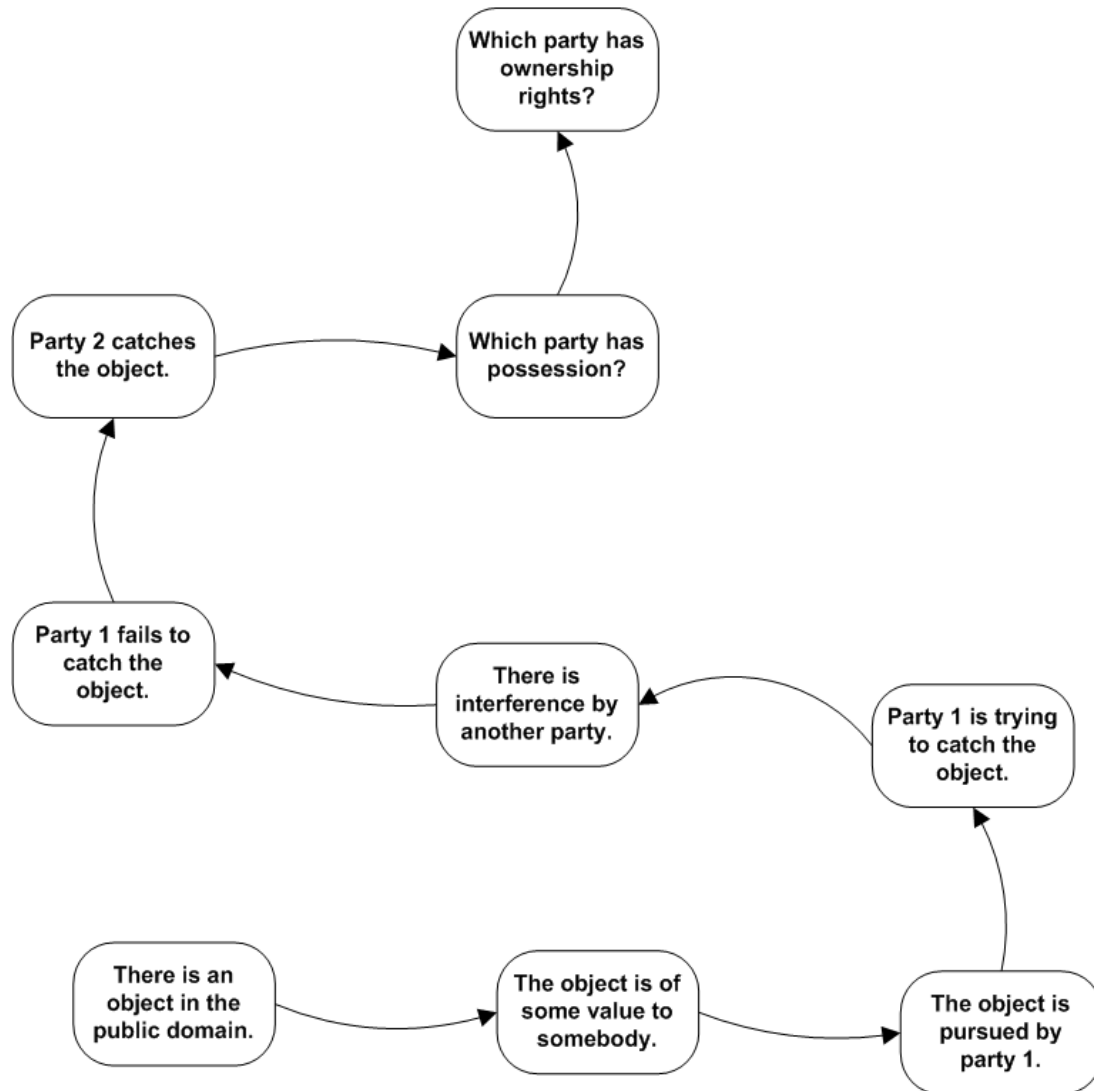 Which party has
ownership
rights?
Party 2 catches
the object.
Which party has
possession?
Party 1 fails to
catch the
object.
There is
interference by
another party.
Party 1 is trying
to catch the
object.
There is an
object in the
public domain.
The object is of
some value to
somebody.
The object is
pursued by
party 1.